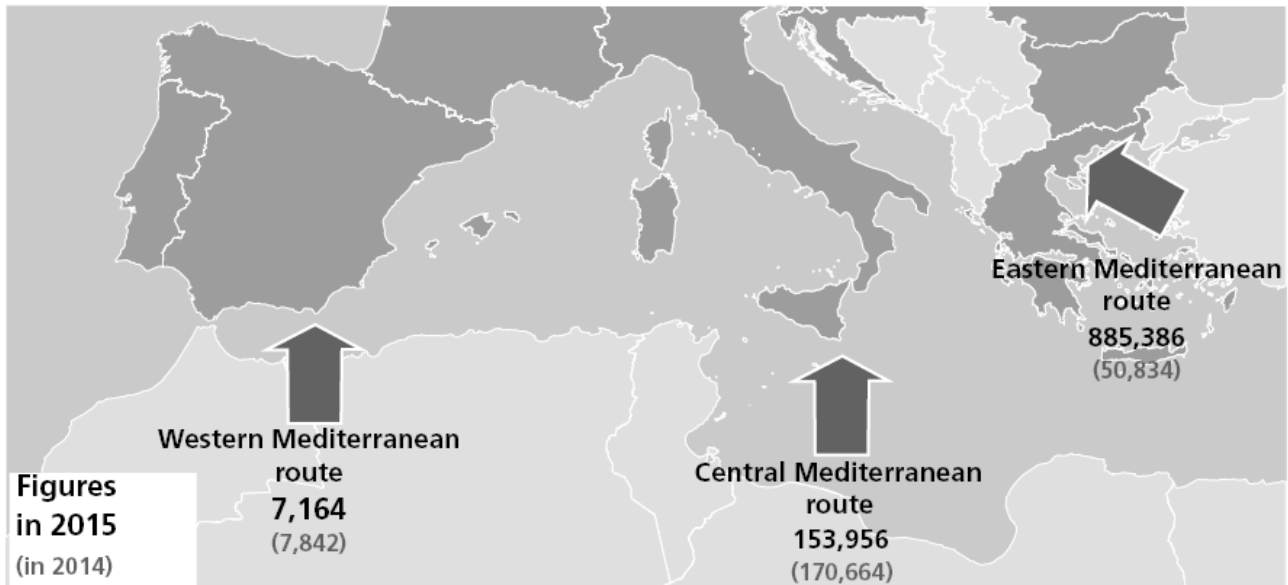 Eastern Mediterranean
route
885,386
(50,834)
Western Mediterranean
route
7,164
(7,842)
Central Mediterranean
route
153,956
(170,664)
Figures
in 2015
(in 2014)